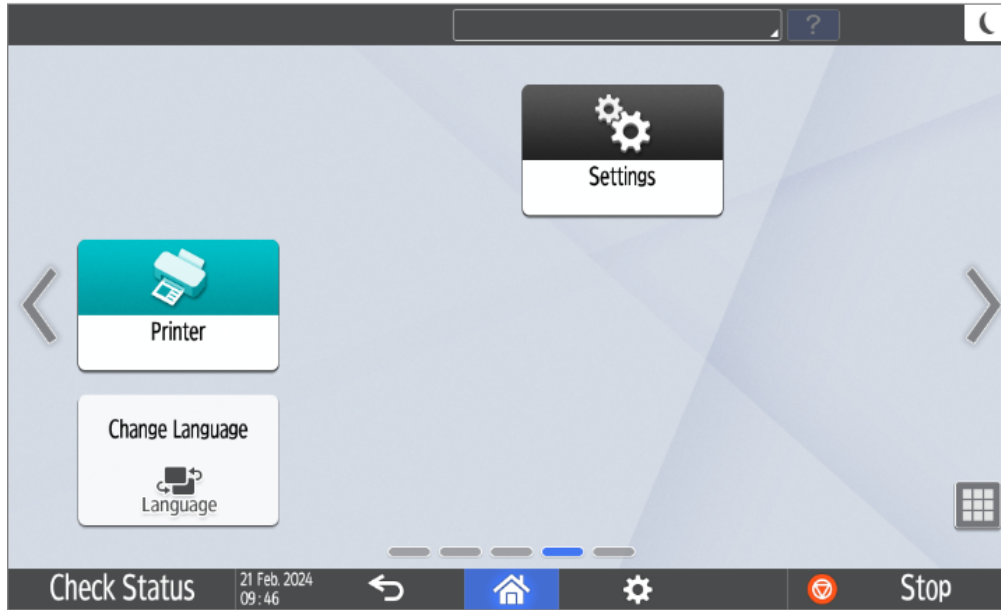 ?
Settings
Printer
Change Language
Language
Check Status
21 Feb. 2024
09:46
Stop